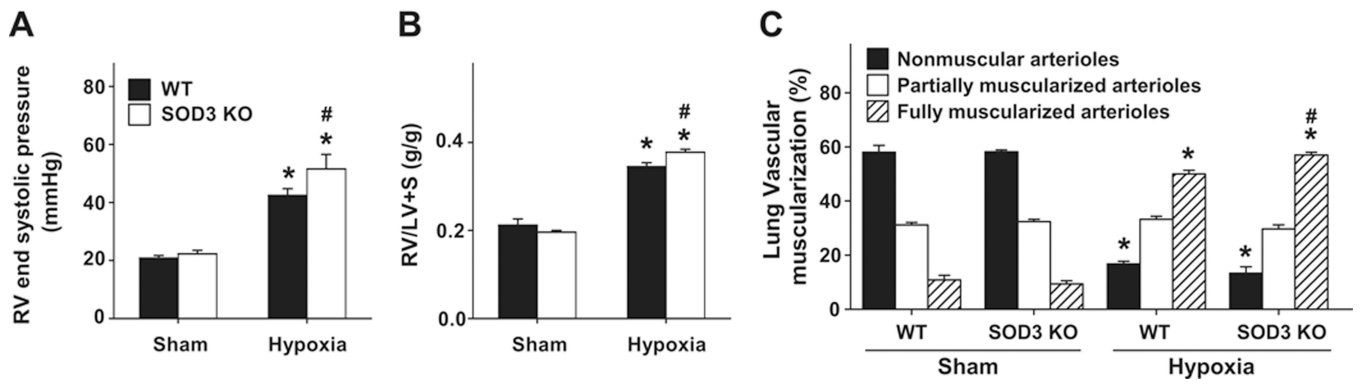 A
RV end systolic pressure
(mmHg)
80
60
40
20
0
WT
SOD3 KO
*
#
*
Sham
Hypoxia
B
RV/LV+S (g/g)
0.4
0.2
0.0
*
#
*
Sham
Hypoxia
C
Lung Vascular
muscularization (%)
80
60
40
20
0
Nonmuscular arterioles
Partially muscularized arterioles
Fully muscularized arterioles
*
*
*
#
*
WT
SOD3 KO
WT
SOD3 KO
Sham
Hypoxia